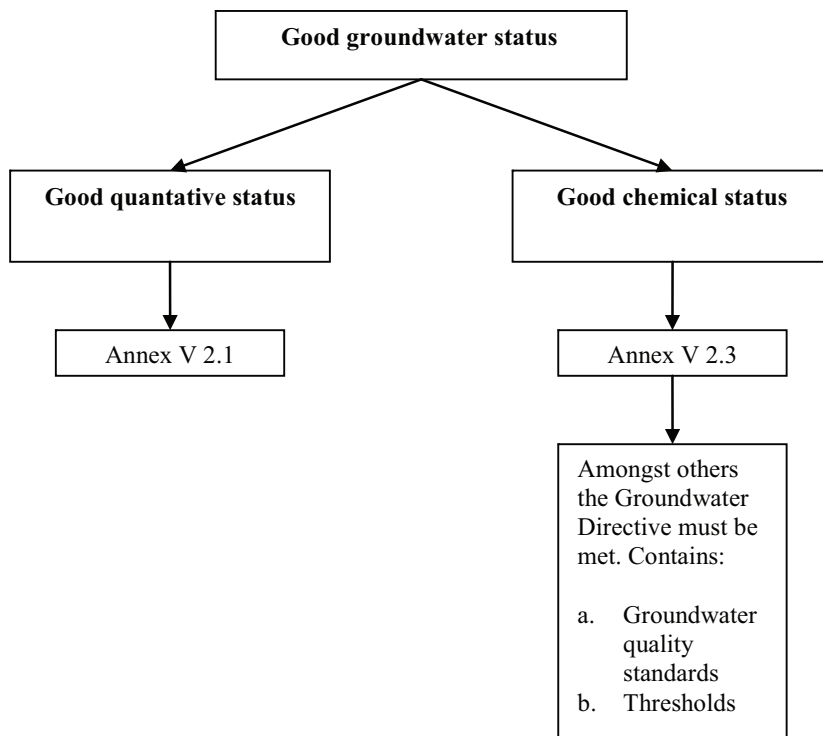 Good groundwater status
Good quantative status
Good chemical status
Annex V 2.1
Annex V 2.3
Amongst others
the Groundwater
Directive must be
met. Contains:
a. Groundwater
quality
standards
b. Thresholds